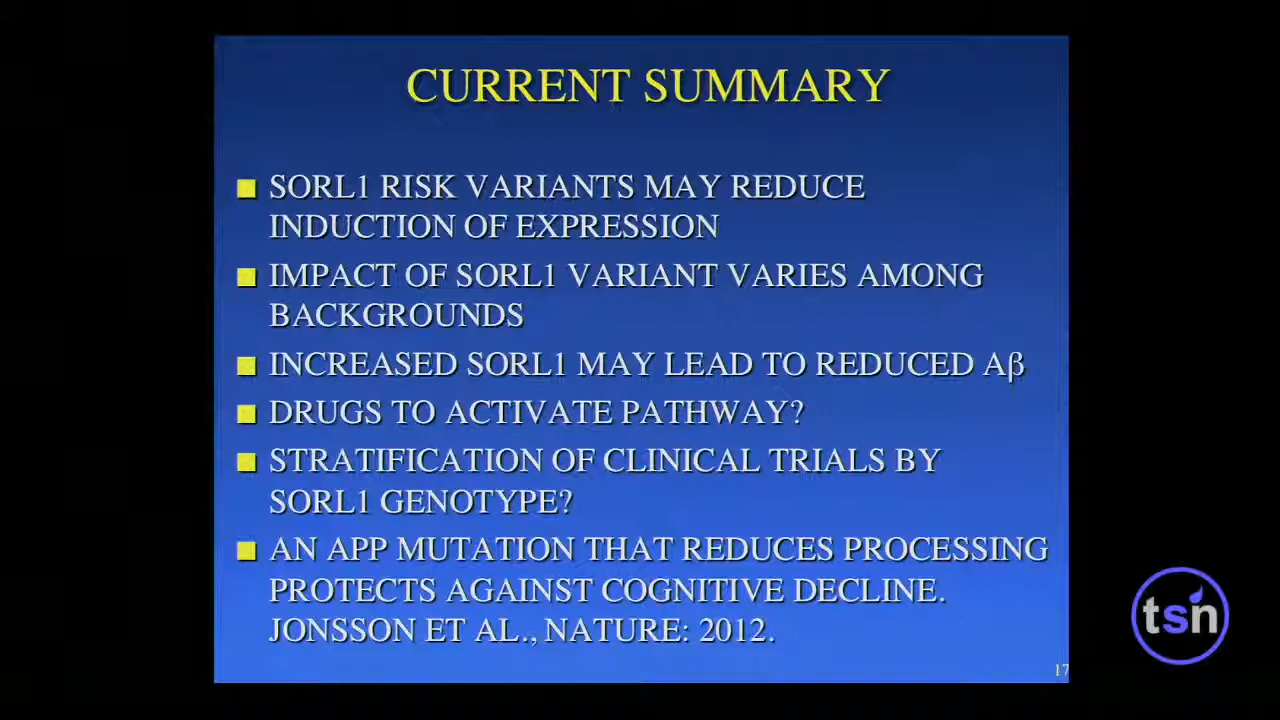 CURRENT SUMMARY
SORL1 RISK VARIANTS MAY REDUCE
INDUCTION OF EXPRESSION
IMPACT OF SORL1 VARIANT VARIES AMONG
BACKGROUNDS
INCREASED SORL1 MAY LEAD TO REDUCED Aβ
DRUGS TO ACTIVATE PATHWAY?
STRATIFICATION OF CLINICAL TRIALS BY
SORL1 GENOTYPE?
AN APP MUTATION THAT REDUCES PROCESSING
PROTECTS AGAINST COGNITIVE DECLINE.
JONSSON ET AL., NATURE: 2012.
17
tsn